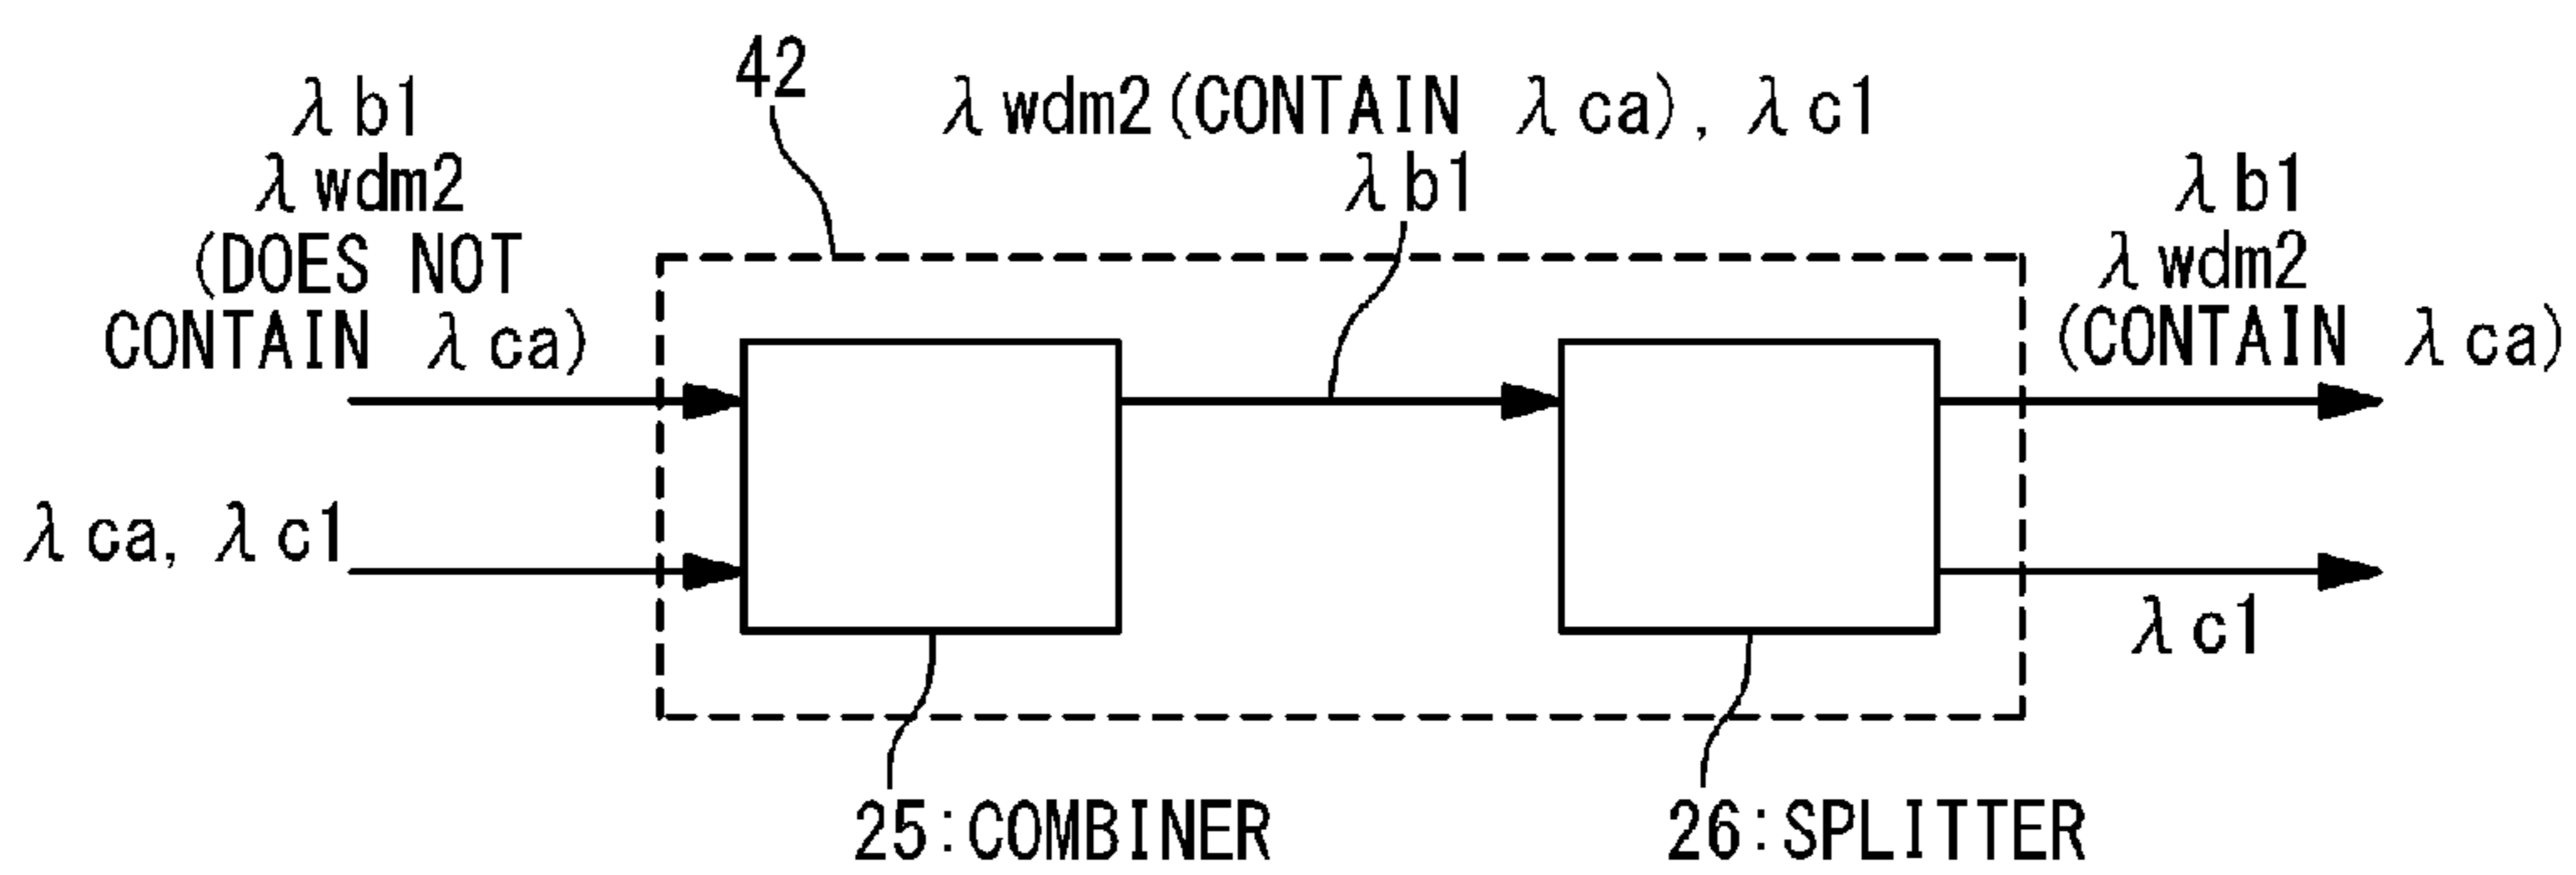 42
λb1
λwdm2
(DOES NOT
CONTAIN λca)
λwdm2(CONTAIN λca), λc1
λb1
λb1
λwdm2
(CONTAIN λca)
λca, λc1
λc1
25:COMBINER
26:SPLITTER